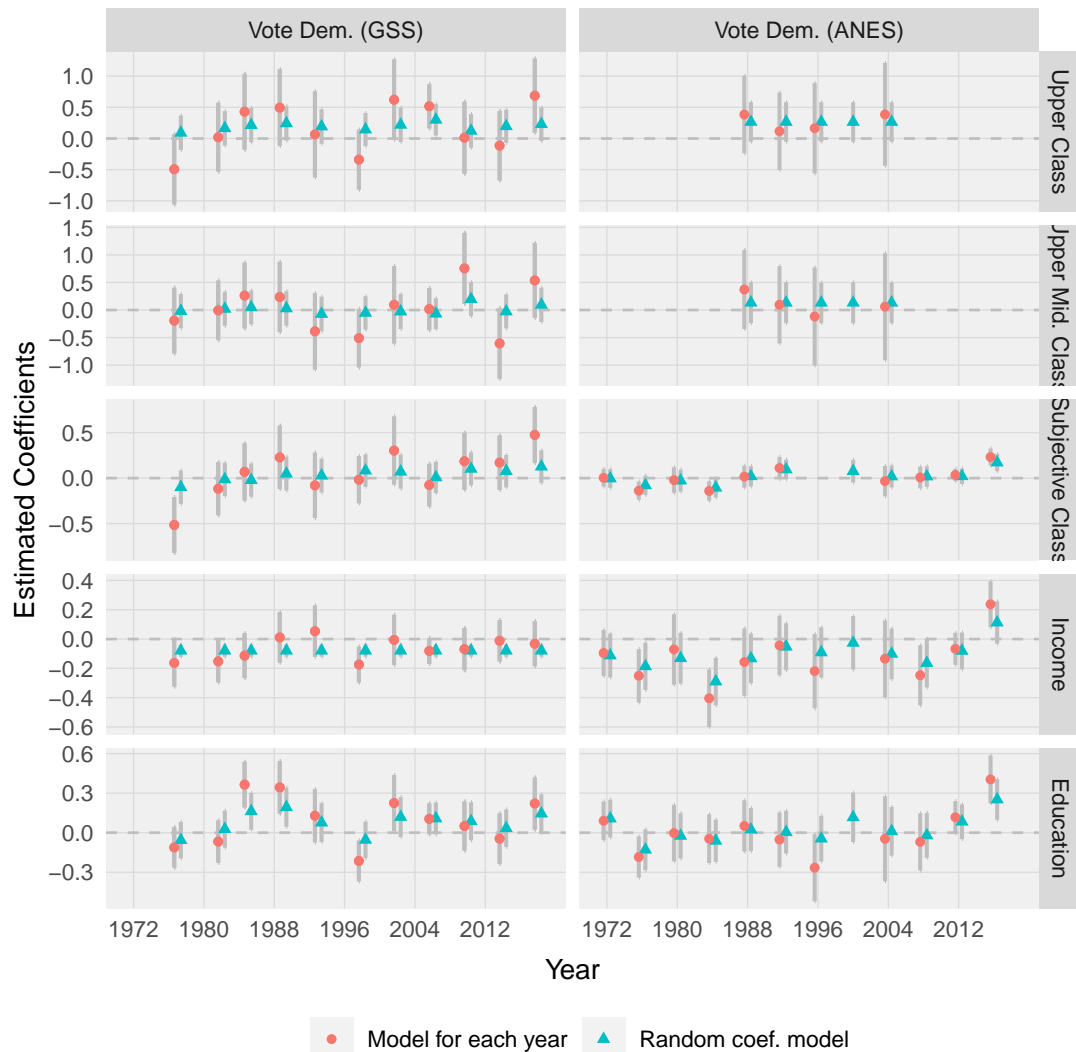 Vote Dem. (GSS)
Vote Dem. (ANES)
Estimated Coefficients
1.0
0.5
0.0
−0.5
−1.0
Upper Class
1.5
1.0
0.5
0.0
−0.5
−1.0
Upper Mid. Class
0.5
0.0
−0.5
Subjective Class
0.4
0.2
0.0
−0.2
−0.4
−0.6
Income
0.6
0.3
0.0
−0.3
Education
1972 1980 1988 1996 2004 2012
1972 1980 1988 1996 2004 2012
Year
Model for each year
Random coef. model